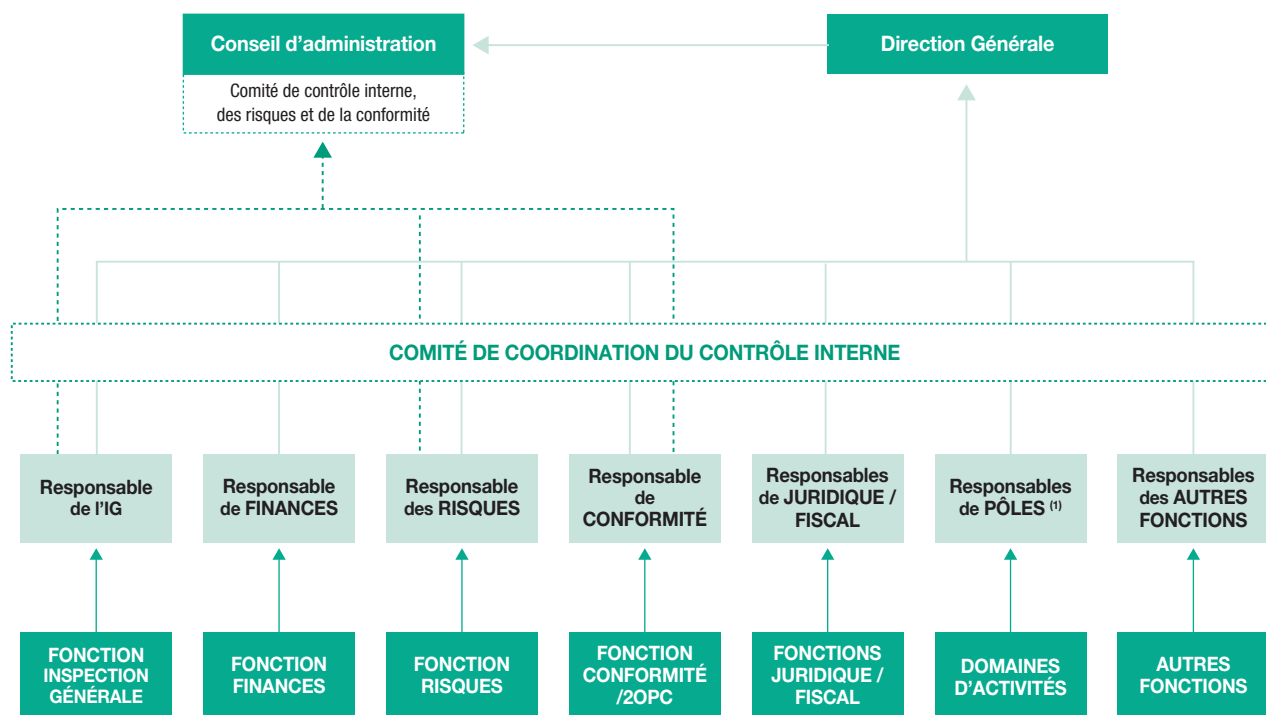 Conseil d’administration
Direction Générale
Comité de contrôle interne,
des risques et de la conformité
COMITÉ DE COORDINATION DU CONTRÔLE INTERNE
Responsable
de l’IG
Responsable
de FINANCES
Responsable
des RISQUES
Responsable
de
CONFORMITÉ
Responsables
de JURIDIQUE /
FISCAL
Responsables
de PÔLES (1)
Responsables
des AUTRES
FONCTIONS
FONCTION
INSPECTION
GÉNÉRALE
FONCTION
FINANCES
FONCTION
RISQUES
FONCTION
CONFORMITÉ
/2OPC
FONCTIONS
JURIDIQUE /
FISCAL
DOMAINES
D’ACTIVITÉS
AUTRES
FONCTIONS